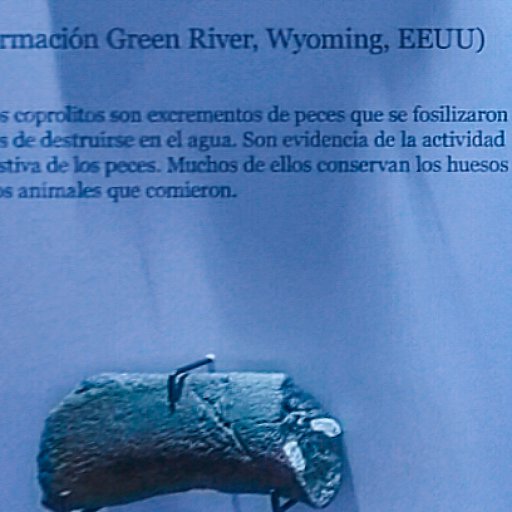 rmación Green River, Wyoming, EEUU)
s coprolitos son excrementos de peces que se fosilizaron
s de destruirse en el agua. Son evidencia de la actividad
stiva de los peces. Muchos de ellos conservan los huesos
os animales que comieron.